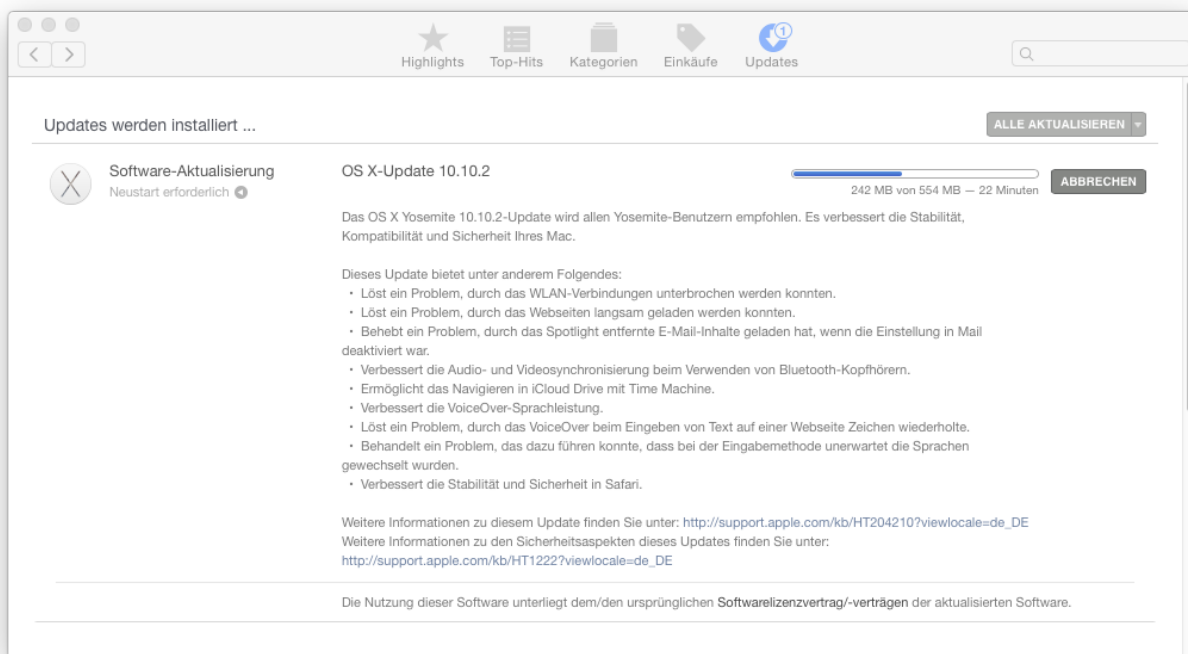 Highlights
Top-Hits
Kategorien
Einkäufe
1
Updates
Updates werden installiert ...
ALLE AKTUALISIEREN
Software-Aktualisierung
Neustart erforderlich
OS X-Update 10.10.2
242 MB von 554 MB — 22 Minuten
ABBRECHEN
Das OS X Yosemite 10.10.2-Update wird allen Yosemite-Benutzern empfohlen. Es verbessert die Stabilität,
Kompatibilität und Sicherheit Ihres Mac.
Dieses Update bietet unter anderem Folgendes:
• Löst ein Problem, durch das WLAN-Verbindungen unterbrochen werden konnten.
• Löst ein Problem, durch das Webseiten langsam geladen werden konnten.
• Behebt ein Problem, durch das Spotlight entfernte E-Mail-Inhalte geladen hat, wenn die Einstellung in Mail
deaktiviert war.
• Verbessert die Audio- und Videosynchronisierung beim Verwenden von Bluetooth-Kopfhörern.
• Ermöglicht das Navigieren in iCloud Drive mit Time Machine.
• Verbessert die VoiceOver-Sprachleistung.
• Löst ein Problem, durch das VoiceOver beim Eingeben von Text auf einer Webseite Zeichen wiederholte.
• Behandelt ein Problem, das dazu führen konnte, dass bei der Eingabemethode unerwartet die Sprachen
gewechselt wurden.
• Verbessert die Stabilität und Sicherheit in Safari.
Weitere Informationen zu diesem Update finden Sie unter: http://support.apple.com/kb/HT204210?viewlocale=de_DE
Weitere Informationen zu den Sicherheitsaspekten dieses Updates finden Sie unter:
http://support.apple.com/kb/HT1222?viewlocale=de_DE
Die Nutzung dieser Software unterliegt dem/den ursprünglichen Softwarelizenzvertrag/-verträgen der aktualisierten Software.